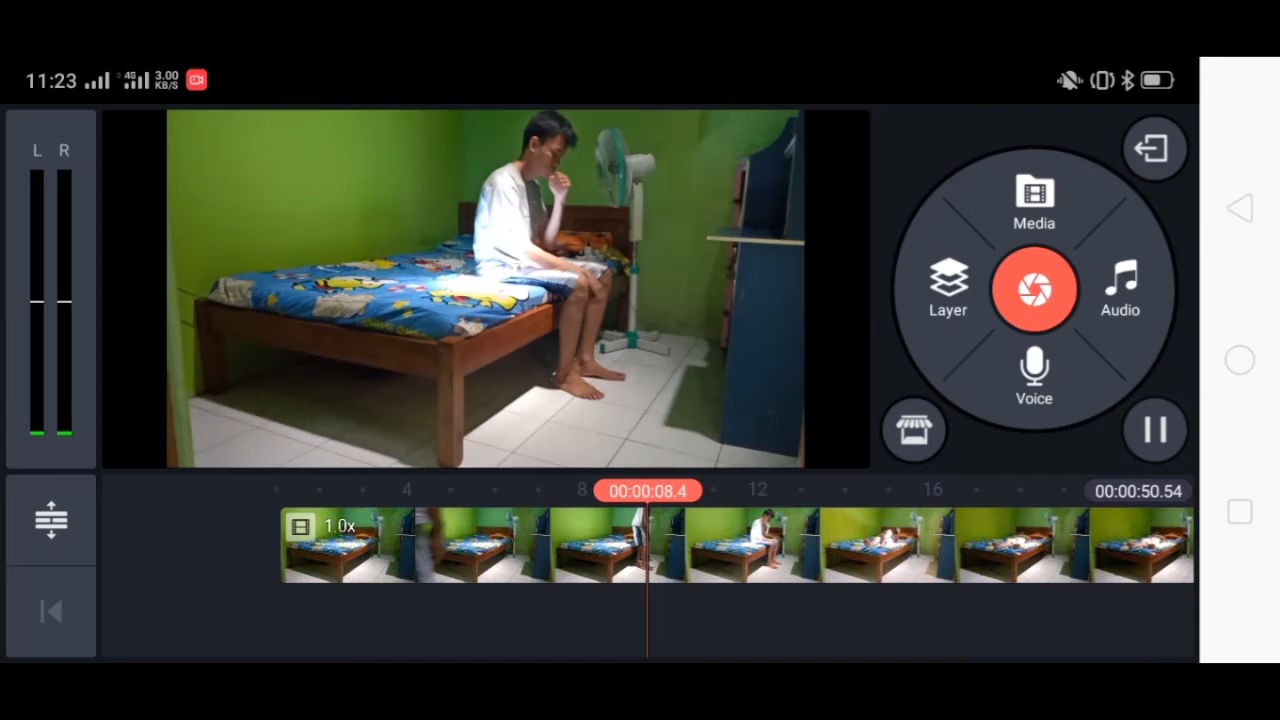 11:23 4G 3.00 KB/S
L R
Media
Layer
Audio
Voice
4 8 00:00:08.4 12 16 00:00:50.54
1.0x